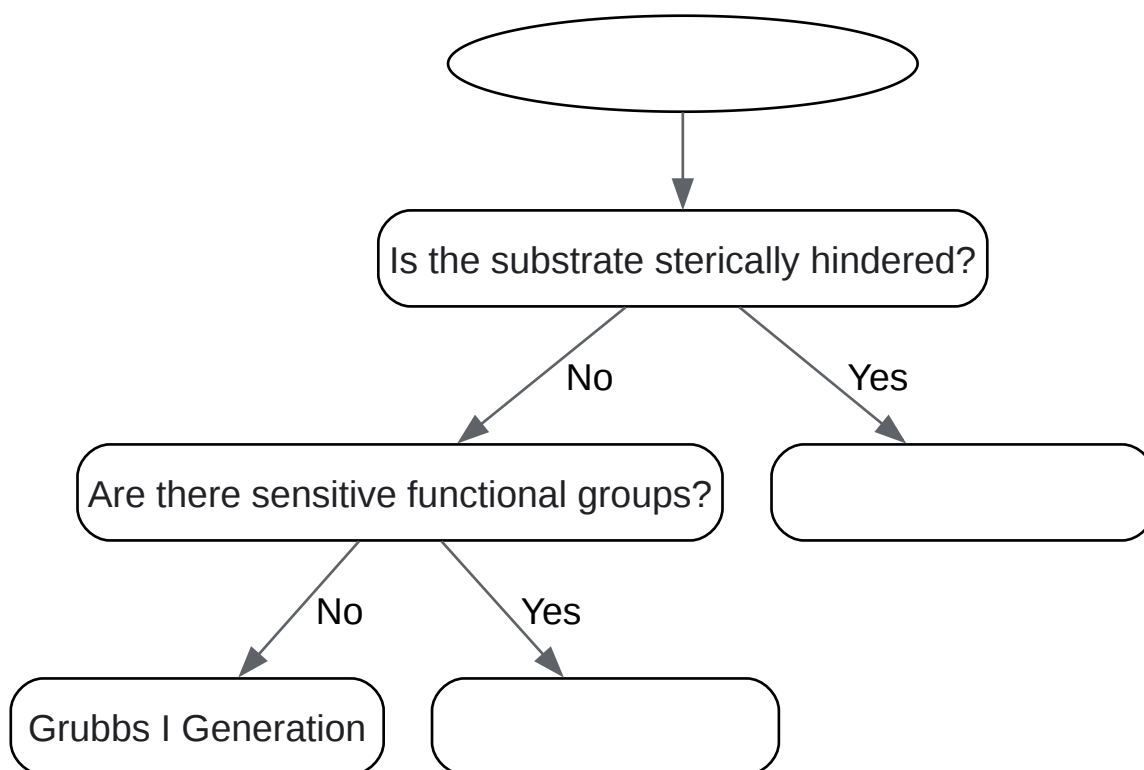 Is the substrate sterically hindered?
No
Yes
Are there sensitive functional groups?
No
Yes
Grubbs I Generation